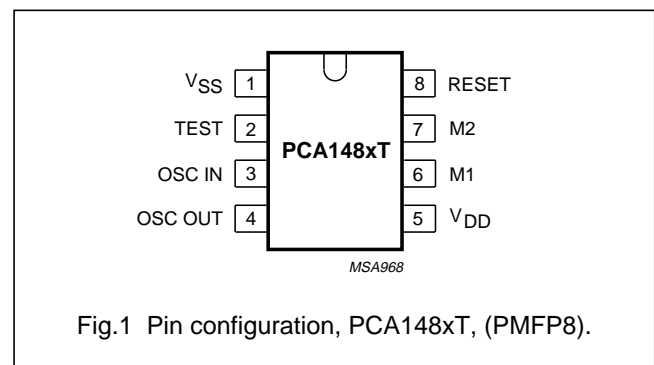 VSS 1 8 RESET
TEST 2 7 M2
PCA148xT
OSC IN 3 6 M1
OSC OUT 4 5 VDD
MSA968
Fig.1 Pin configuration, PCA148xT, (PMFP8).